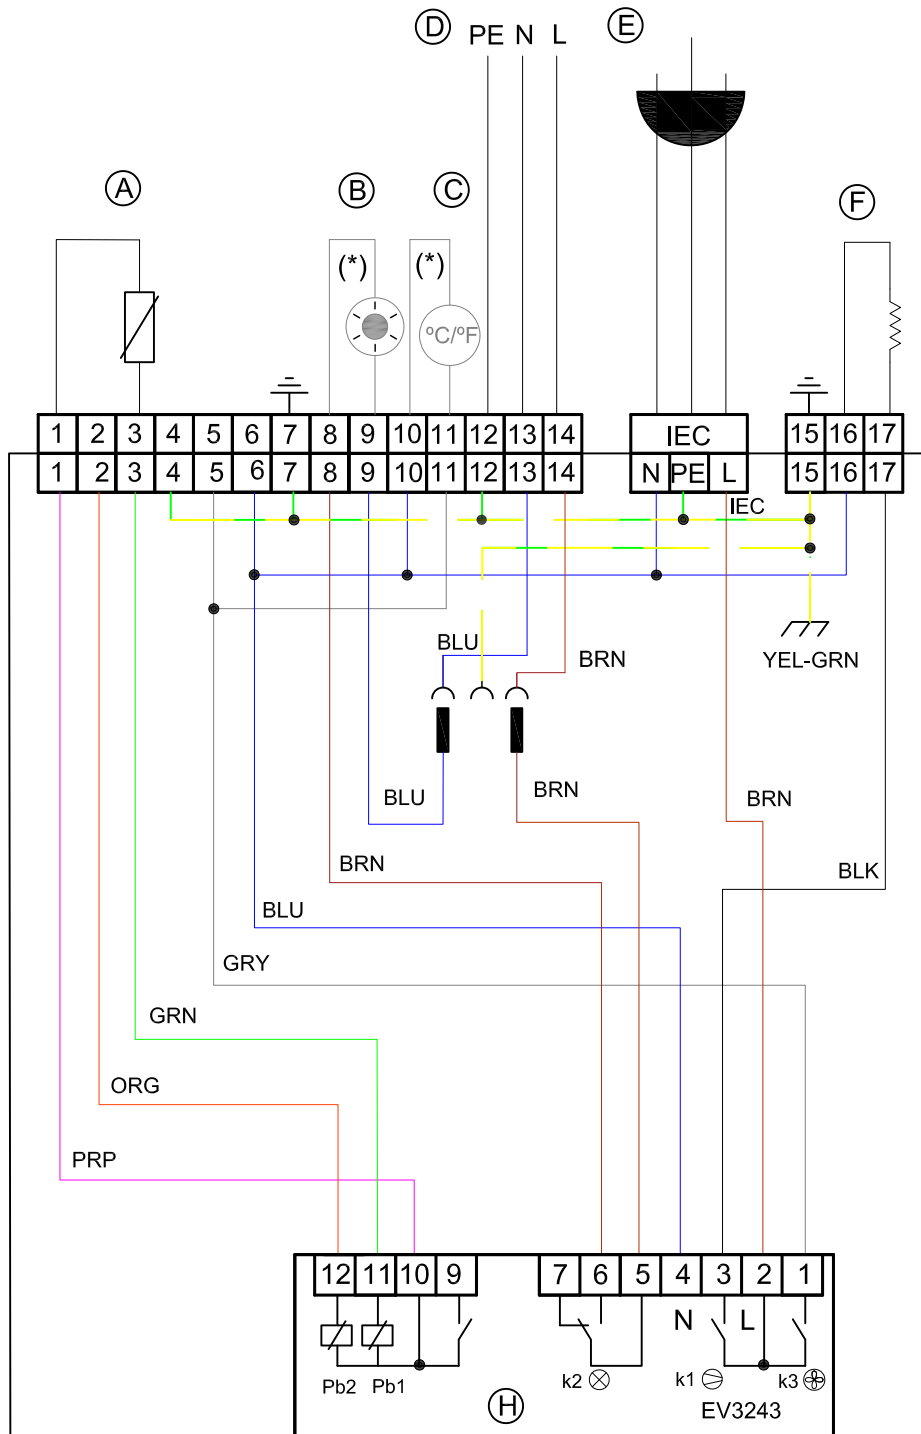 D PE N L E
A B C F
(*) (*)
ºC/ºF
1 2 3 4 5 6 7 8 9 10 11 12 13 14 IEC 15 16 17
1 2 3 4 5 6 7 8 9 10 11 12 13 14 N PE L 15 16 17
IEC
BLU
BRN
YEL-GRN
BRN
BLU
BRN
BRN
BLK
BLU
GRY
GRN
ORG
PRP
12 11 10 9 7 6 5 4 3 2 1
N L
Pb2 Pb1 k2 k1 k3
H EV3243